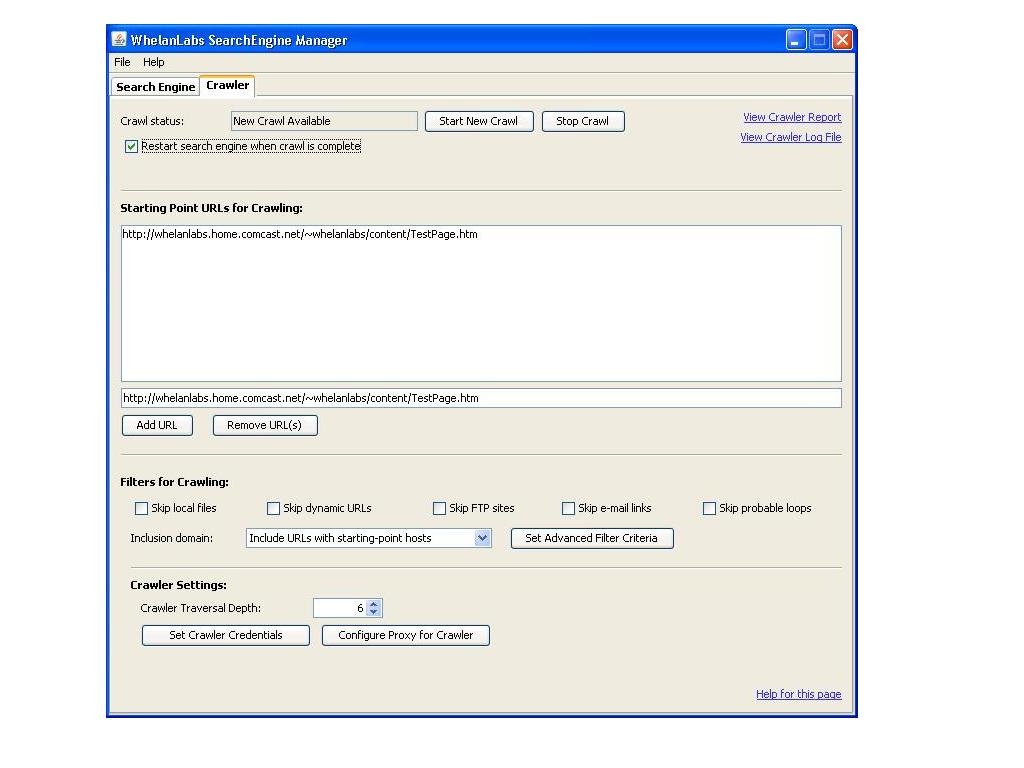 WhelanLabs SearchEngine Manager
File Help
Search Engine Crawler
Crawl status: New Crawl Available Start New Crawl Stop Crawl View Crawler Report
Restart search engine when crawl is complete View Crawler Log File
Starting Point URLs for Crawling:
http://whelanlabs.home.comcast.net/~whelanlabs/content/TestPage.htm
http://whelanlabs.home.comcast.net/~whelanlabs/content/TestPage.htm
Add URL Remove URL(s)
Filters for Crawling:
Skip local files Skip dynamic URLs Skip FTP sites Skip e-mail links Skip probable loops
Inclusion domain: Include URLs with starting-point hosts Set Advanced Filter Criteria
Crawler Settings:
Crawler Traversal Depth: 6
Set Crawler Credentials Configure Proxy for Crawler
Help for this page